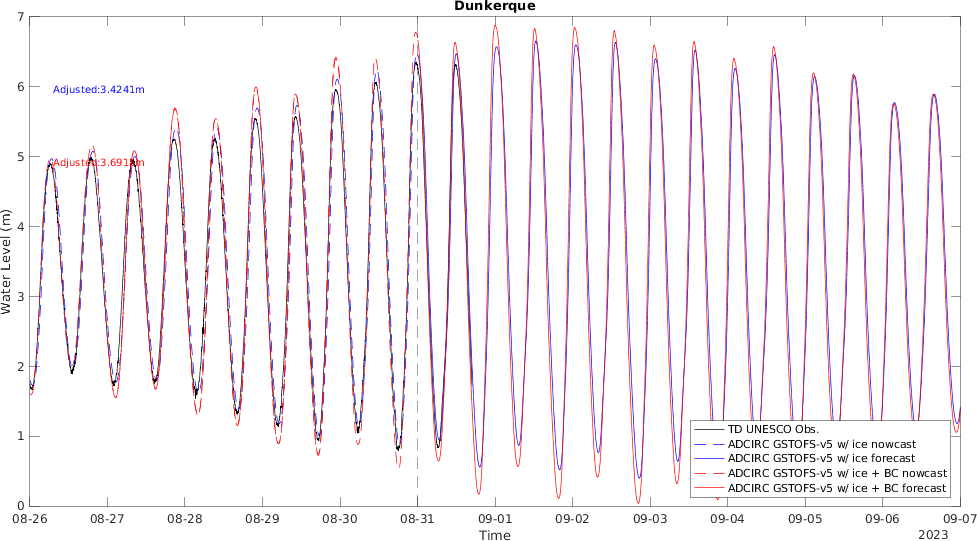 Dunkerque
7
6
5
4
3
2
1
0
Water Level (m)
Adjusted:3.4241m
TD UNESCO Obs.
ADCIRC GSTOFS-v5 w/ ice nowcast
ADCIRC GSTOFS-v5 w/ ice forecast
ADCIRC GSTOFS-v5 w/ ice + BC nowcast
ADCIRC GSTOFS-v5 w/ ice + BC forecast
08-26 08-27 08-28 08-29 08-30 08-31 09-01 09-02 09-03 09-04 09-05 09-06 09-07
Time
2023